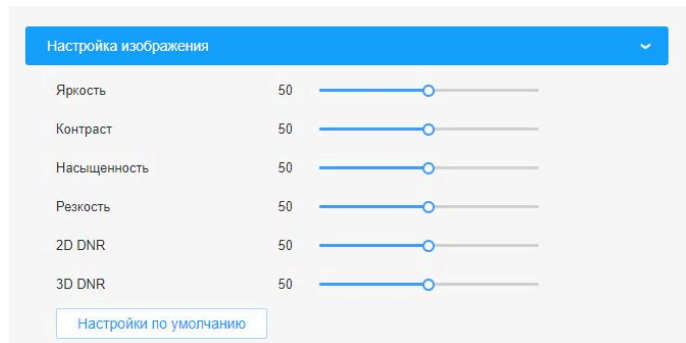 Настройка изображения
Яркость 50
Контраст 50
Насыщенность 50
Резкость 50
2D DNR 50
3D DNR 50
Настройки по умолчанию